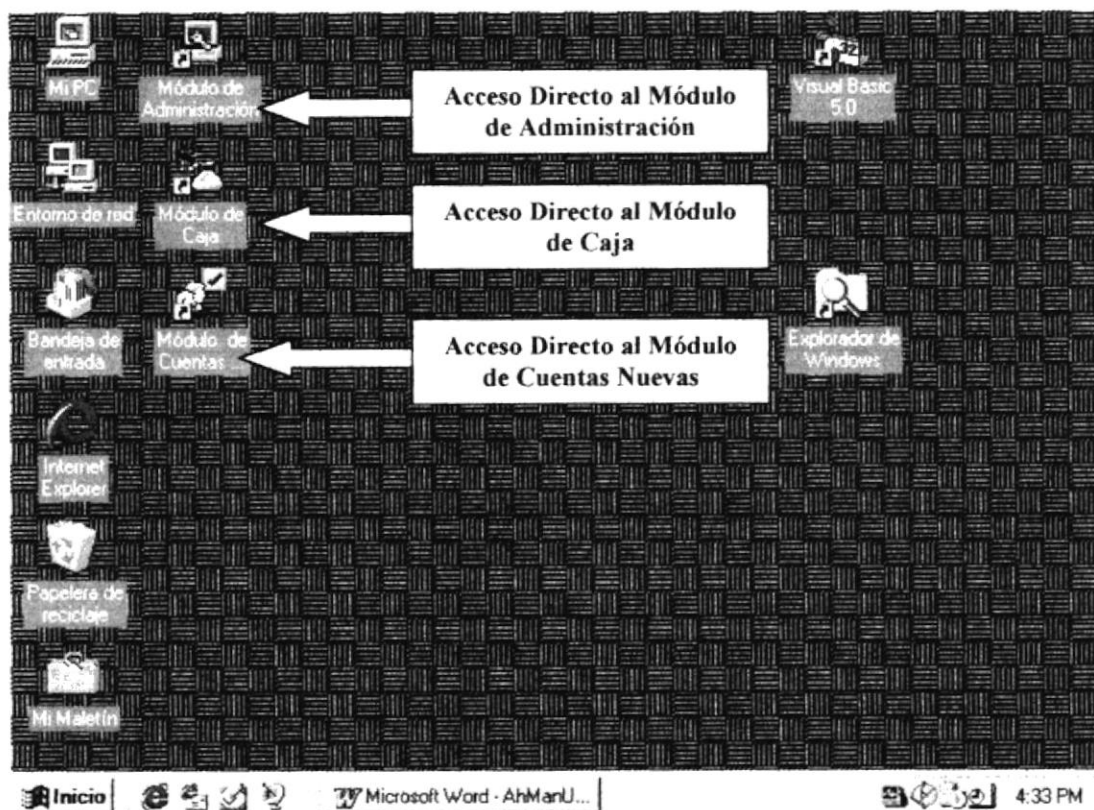 Mi PC
Módulo de
Administración
Acceso Directo al Módulo
de Administración
Visual Basic
5.0
Entorno de red
Módulo de
Caja
Acceso Directo al Módulo
de Caja
Bandeja de
entrada
Módulo de
Cuentas ...
Acceso Directo al Módulo
de Cuentas Nuevas
Explorador de
Windows
Internet
Explorer
Papelera de
reciclaje
Mi Maletín
Inicio
Microsoft Word - AhManU...
4:33 PM